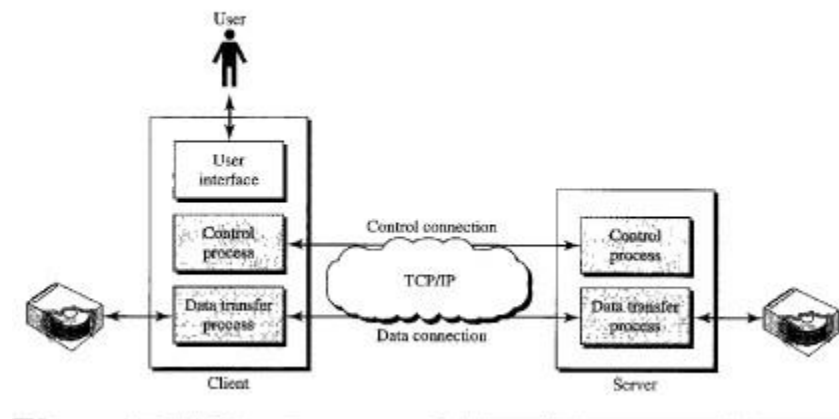 User
User
interface
Control
process
Data transfer
process
Client
Control connection
TCP/IP
Data connection
Control
process
Data transfer
process
Server